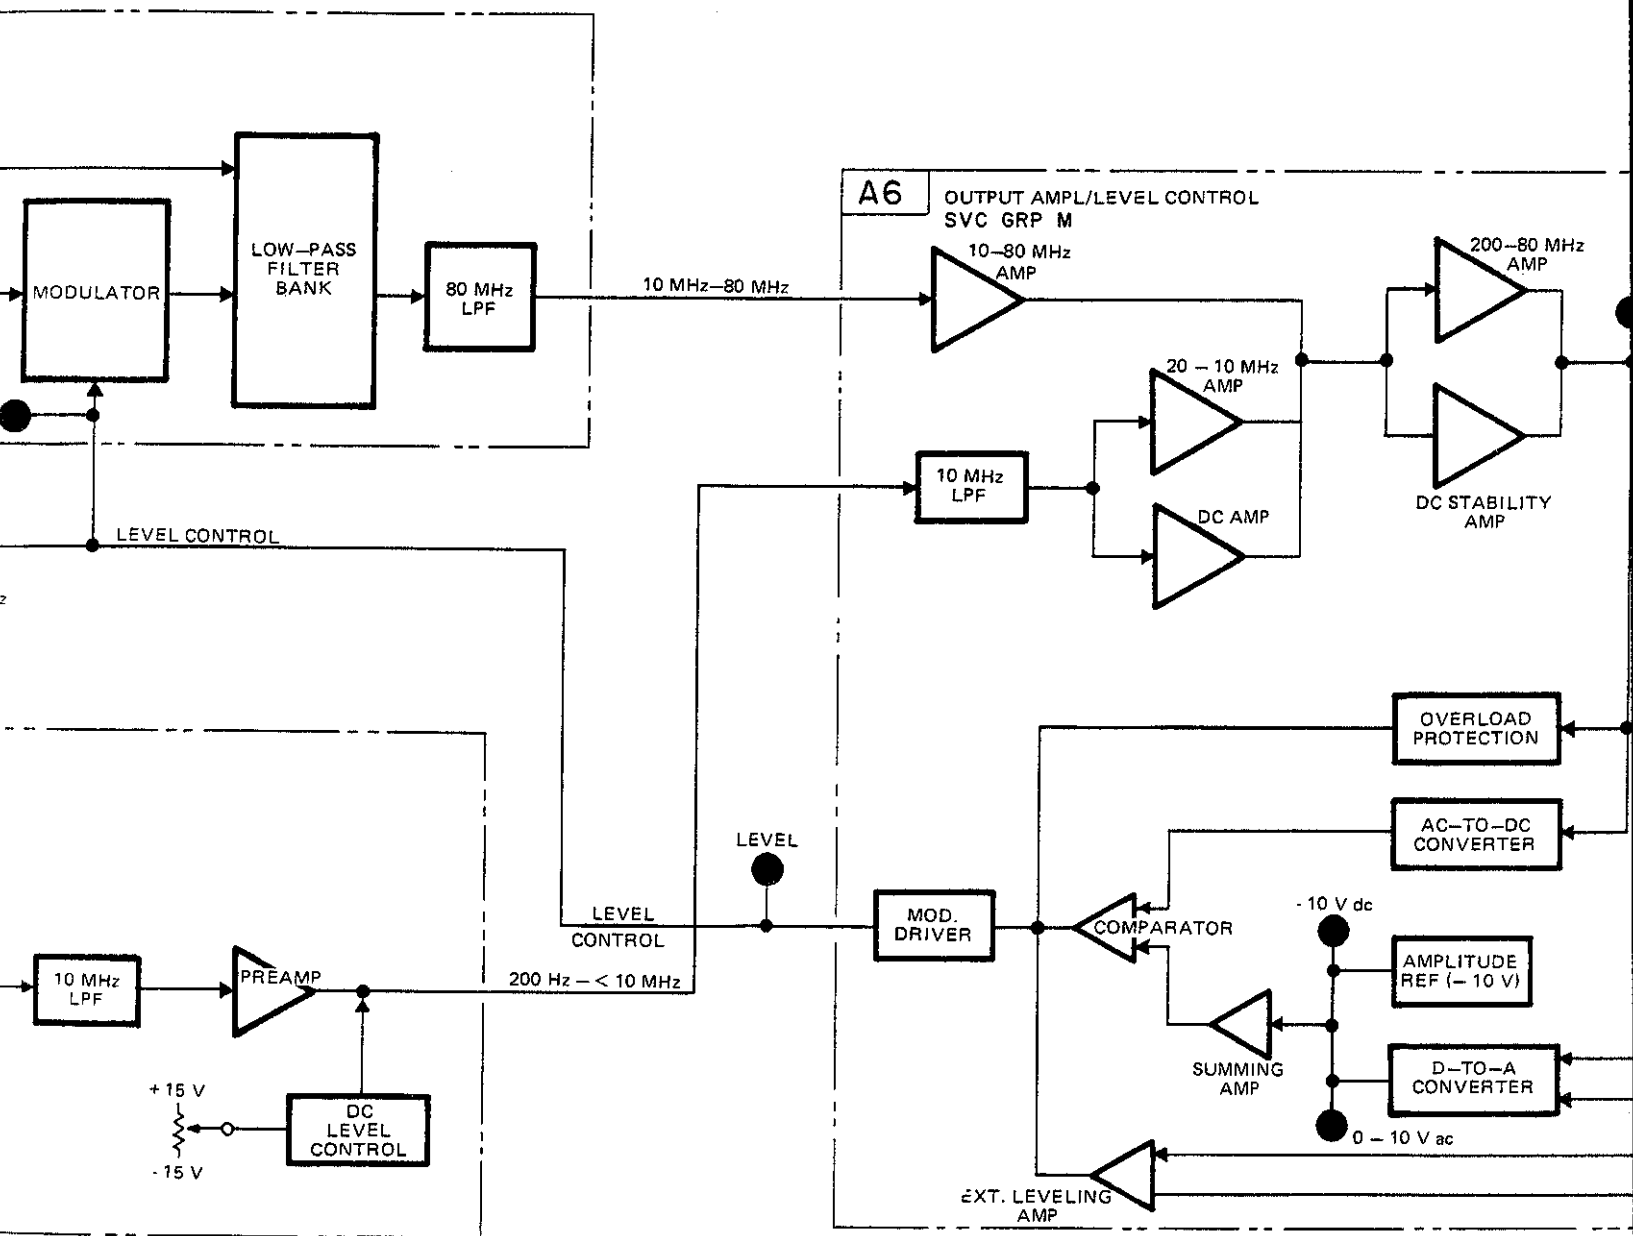 A6
OUTPUT AMPL/LEVEL CONTROL
SVC GRP M
10–80 MHz
AMP
200–80 MHz
AMP
LOW–PASS
FILTER
BANK
MODULATOR
80 MHz
LPF
10 MHz–80 MHz
20 – 10 MHz
AMP
10 MHz
LPF
DC AMP
DC STABILITY
AMP
LEVEL CONTROL
z
OVERLOAD
PROTECTION
AC–TO–DC
CONVERTER
LEVEL
LEVEL
CONTROL
MOD.
DRIVER
COMPARATOR
- 10 V dc
AMPLITUDE
REF (– 10 V)
10 MHz
LPF
PREAMP
200 Hz – < 10 MHz
SUMMING
AMP
D–TO–A
CONVERTER
0 – 10 V ac
+ 15 V
- 15 V
DC
LEVEL
CONTROL
EXT. LEVELING
AMP